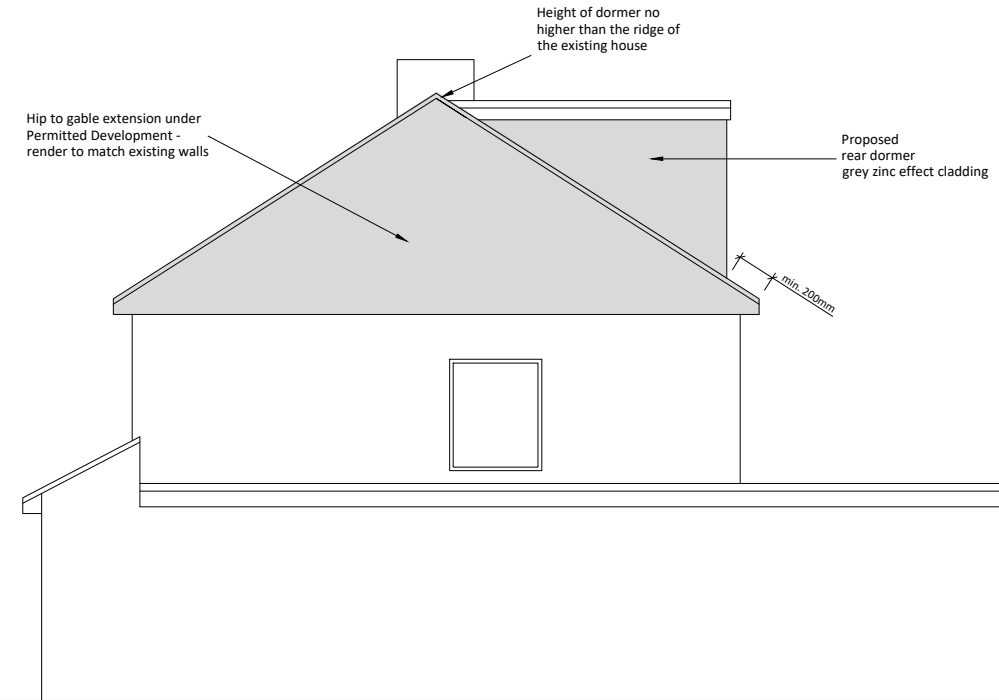 Height of dormer no
higher than the ridge of
the existing house
Hip to gable extension under
Permitted Development -
render to match existing walls
Proposed
rear dormer
grey zinc effect cladding
min. 200mm